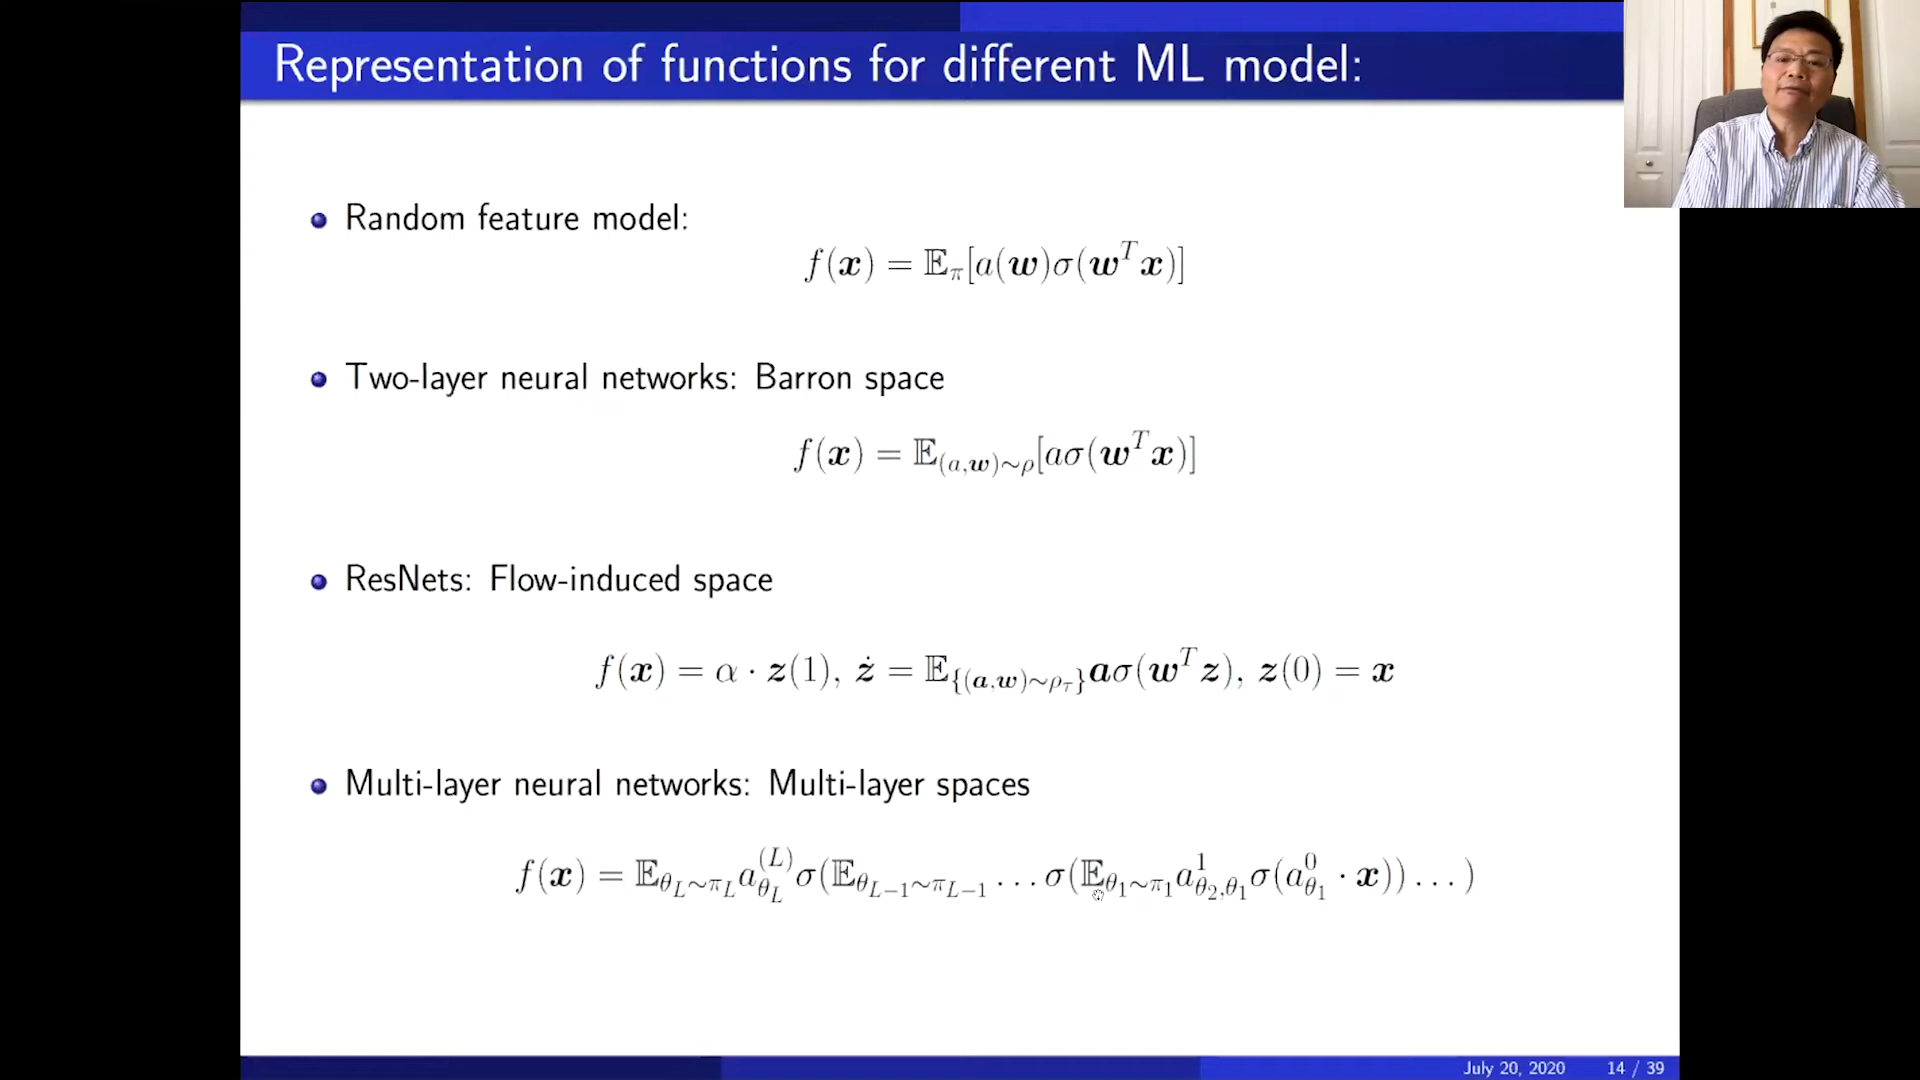 Representation of functions for different ML model:
Random feature model:
f(x) = 𝔼_π[a(w)σ(w^T x)]
Two-layer neural networks: Barron space
f(x) = 𝔼_{(a,w)∼ρ}[aσ(w^T x)]
ResNets: Flow-induced space
f(x) = α · z(1), ż = 𝔼_{{(a,w)∼ρ_τ}} aσ(w^T z), z(0) = x
Multi-layer neural networks: Multi-layer spaces
f(x) = 𝔼_{θ_L∼π_L} a^{(L)}_{θ_L} σ(𝔼_{θ_{L−1}∼π_{L−1}} … σ(𝔼_{θ_1∼π_1} a^1_{θ_2,θ_1} σ(a^0_{θ_1} · x)) … )
July 20, 2020 14 / 39